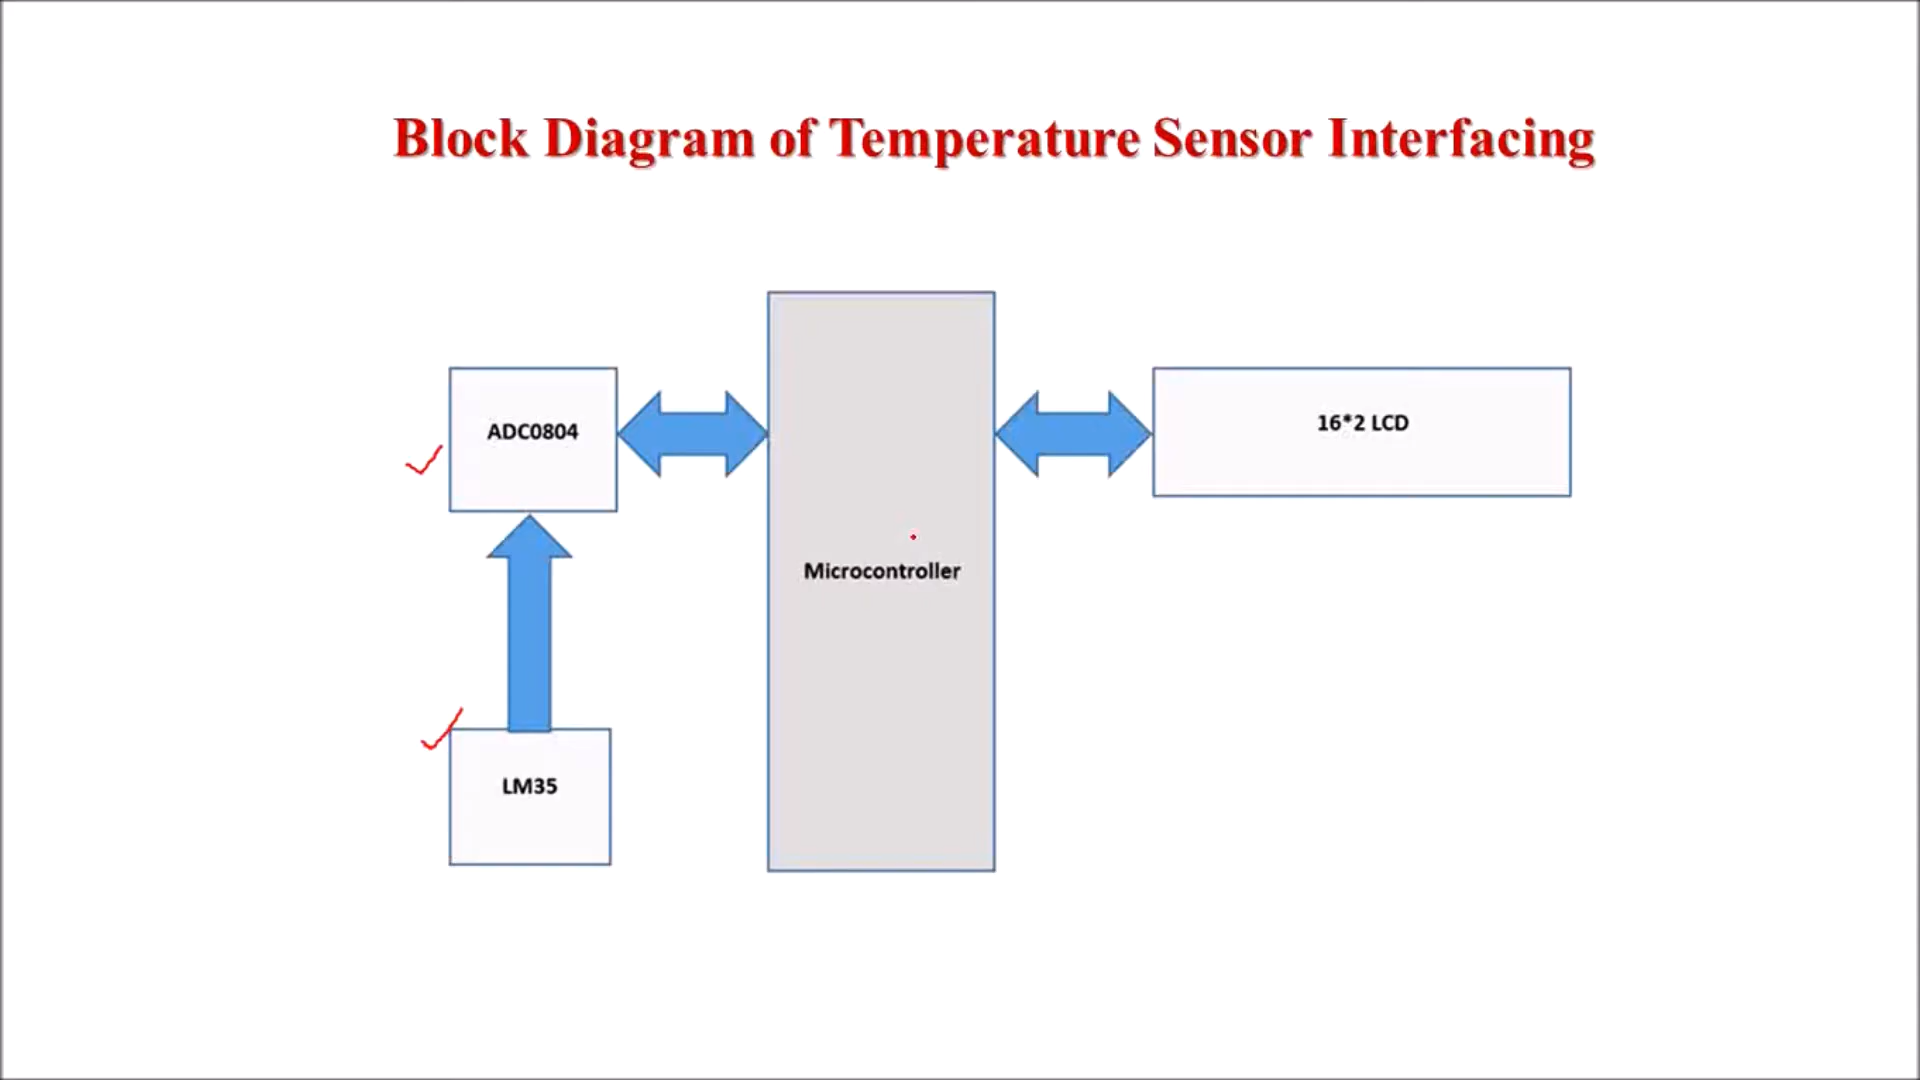 Block Diagram of Temperature Sensor Interfacing
ADC0804
16*2 LCD
Microcontroller
LM35